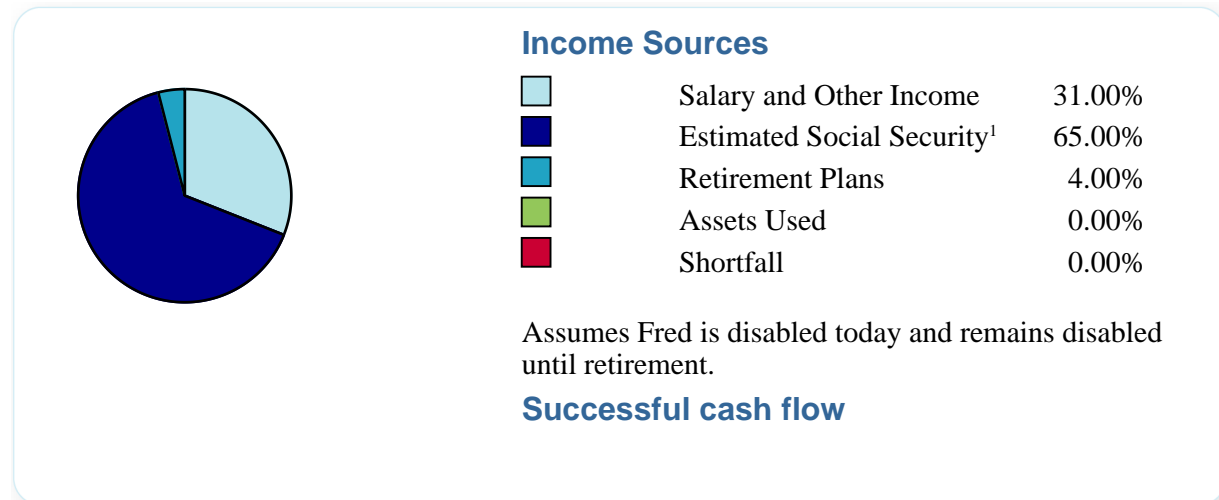 Income Sources
Salary and Other Income 31.00%
Estimated Social Security¹ 65.00%
Retirement Plans 4.00%
Assets Used 0.00%
Shortfall 0.00%
Assumes Fred is disabled today and remains disabled
until retirement.
Successful cash flow